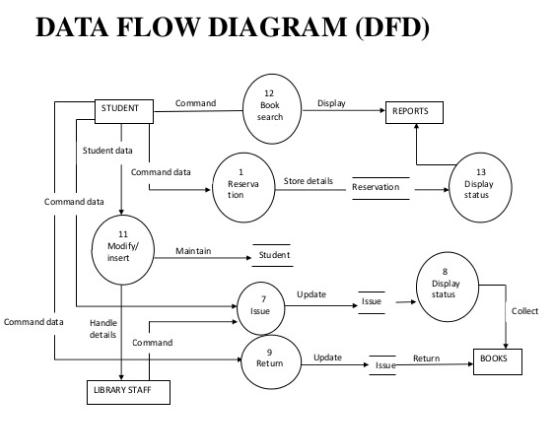 DATA FLOW DIAGRAM (DFD)
STUDENT
Command
12
Book
search
Display
REPORTS
Student data
Command data
1
Reserva
tion
Store details
Reservation
13
Display
status
Command data
11
Modify/
insert
Maintain
Student
8
Display
status
7
Issue
Update
Issue
Collect
Command data
Handle
details
Command
9
Return
Update
Issue
Return
BOOKS
LIBRARY STAFF